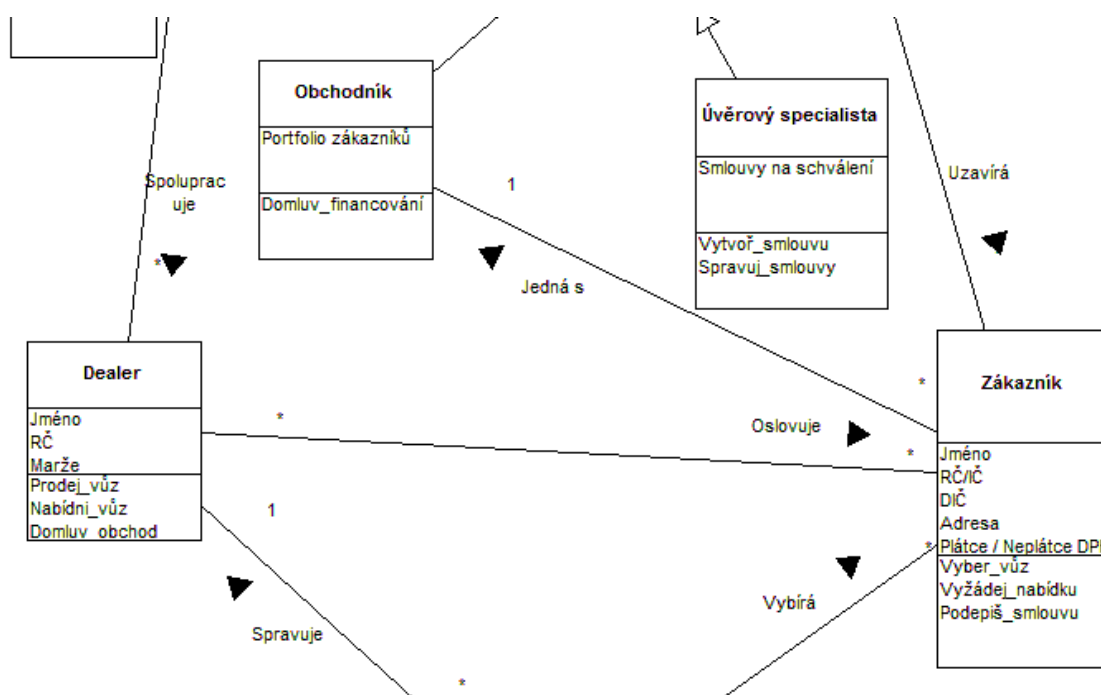 Obchodník
Portfolio zákazníků
Domluv_financování
Úvěrový specialista
Smlouvy na schválení
Vytvoř_smlouvu
Spravuj_smlouvy
Spoluprac
uje
*
1
Jedná s
Uzavírá
*
Dealer
Jméno
RČ
Marže
Prodej_vůz
Nabídni_vůz
Domluv_obchod
*
Oslovuje
*
Zákazník
Jméno
RČ/IČ
DIČ
Adresa
Plátce / Neplátce DPH
Vyber_vůz
Vyžádej_nabídku
Podepiš_smlouvu
1
Spravuje
*
Vybírá
*